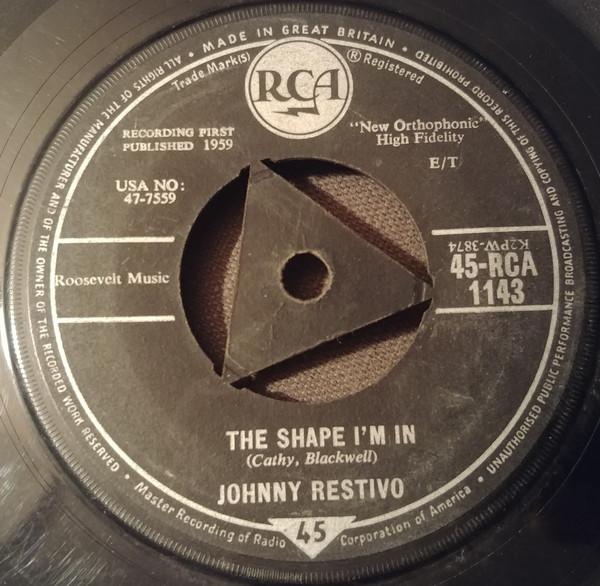 ALL RIGHTS OF THE MANUFACTURER AND OF THE OWNER OF THE RECORDED WORK RESERVED • MADE IN GREAT BRITAIN • UNAUTHORISED PUBLIC PERFORMANCE BROADCASTING AND COPYING OF THIS RECORD PROHIBITED
Trade Mark(s)
RCA
® Registered
RECORDING FIRST
PUBLISHED 1959
"New Orthophonic"
High Fidelity
E/T
USA NO:
47-7559
K2PW-3874
Roosevelt Music
45-RCA
1143
THE SHAPE I'M IN
(Cathy, Blackwell)
JOHNNY RESTIVO
Master Recording of Radio
45
Corporation of America